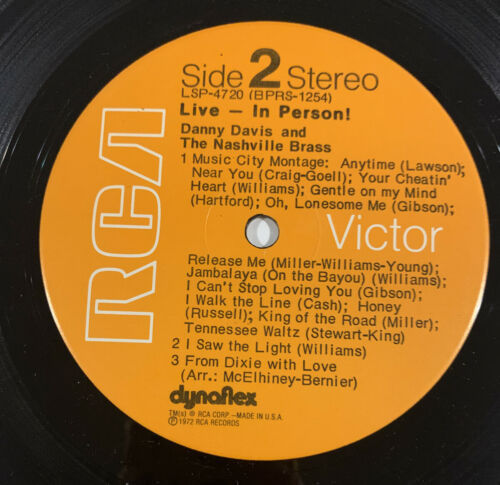 Side 2 Stereo
LSP-4720 (BPRS-1254)
Live — In Person!
Danny Davis and
The Nashville Brass
1 Music City Montage: Anytime (Lawson);
Near You (Craig-Goell); Your Cheatin'
Heart (Williams); Gentle on my Mind
(Hartford); Oh, Lonesome Me (Gibson);
RCA
Victor
Release Me (Miller-Williams-Young);
Jambalaya (On the Bayou) (Williams);
I Can't Stop Loving You (Gibson);
I Walk the Line (Cash); Honey
(Russell); King of the Road (Miller);
Tennessee Waltz (Stewart-King)
2 I Saw the Light (Williams)
3 From Dixie with Love
(Arr.: McElhiney-Bernier)
dynaflex
TM(s) ® RCA CORP.—MADE IN U.S.A.
℗ 1972 RCA RECORDS